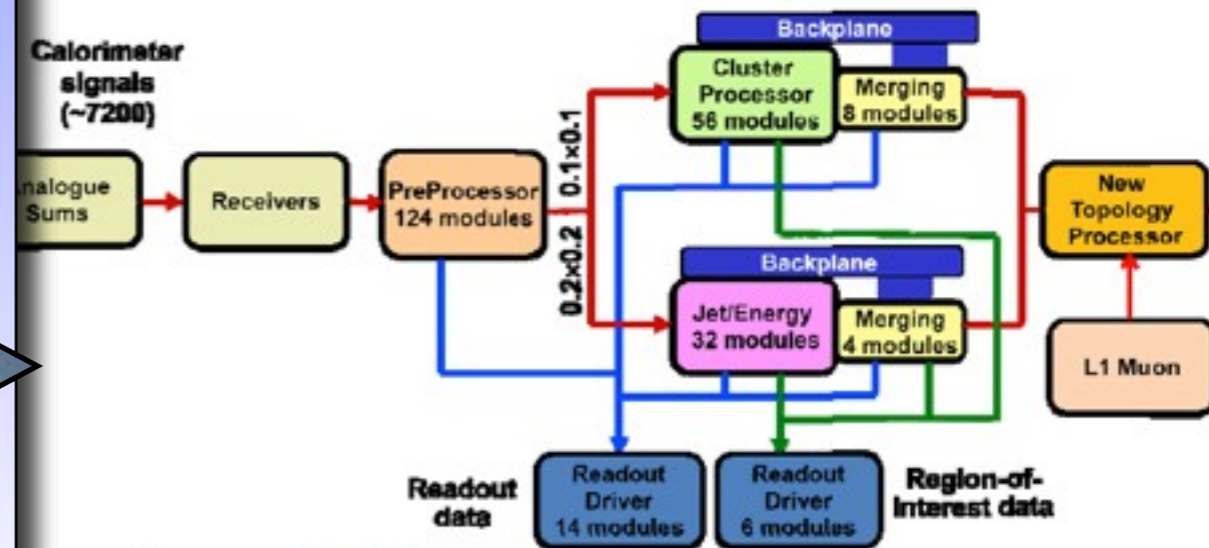 Calorimeter
signals
(~7200)
nalogue
Sums
Receivers
PreProcessor
124 modules
0.1×0.1
0.2×0.2
Backplane
Cluster
Processor
56 modules
Merging
8 modules
Backplane
Jet/Energy
32 modules
Merging
4 modules
New
Topology
Processor
L1 Muon
Readout
data
Readout
Driver
14 modules
Readout
Driver
6 modules
Region-of-
Interest data